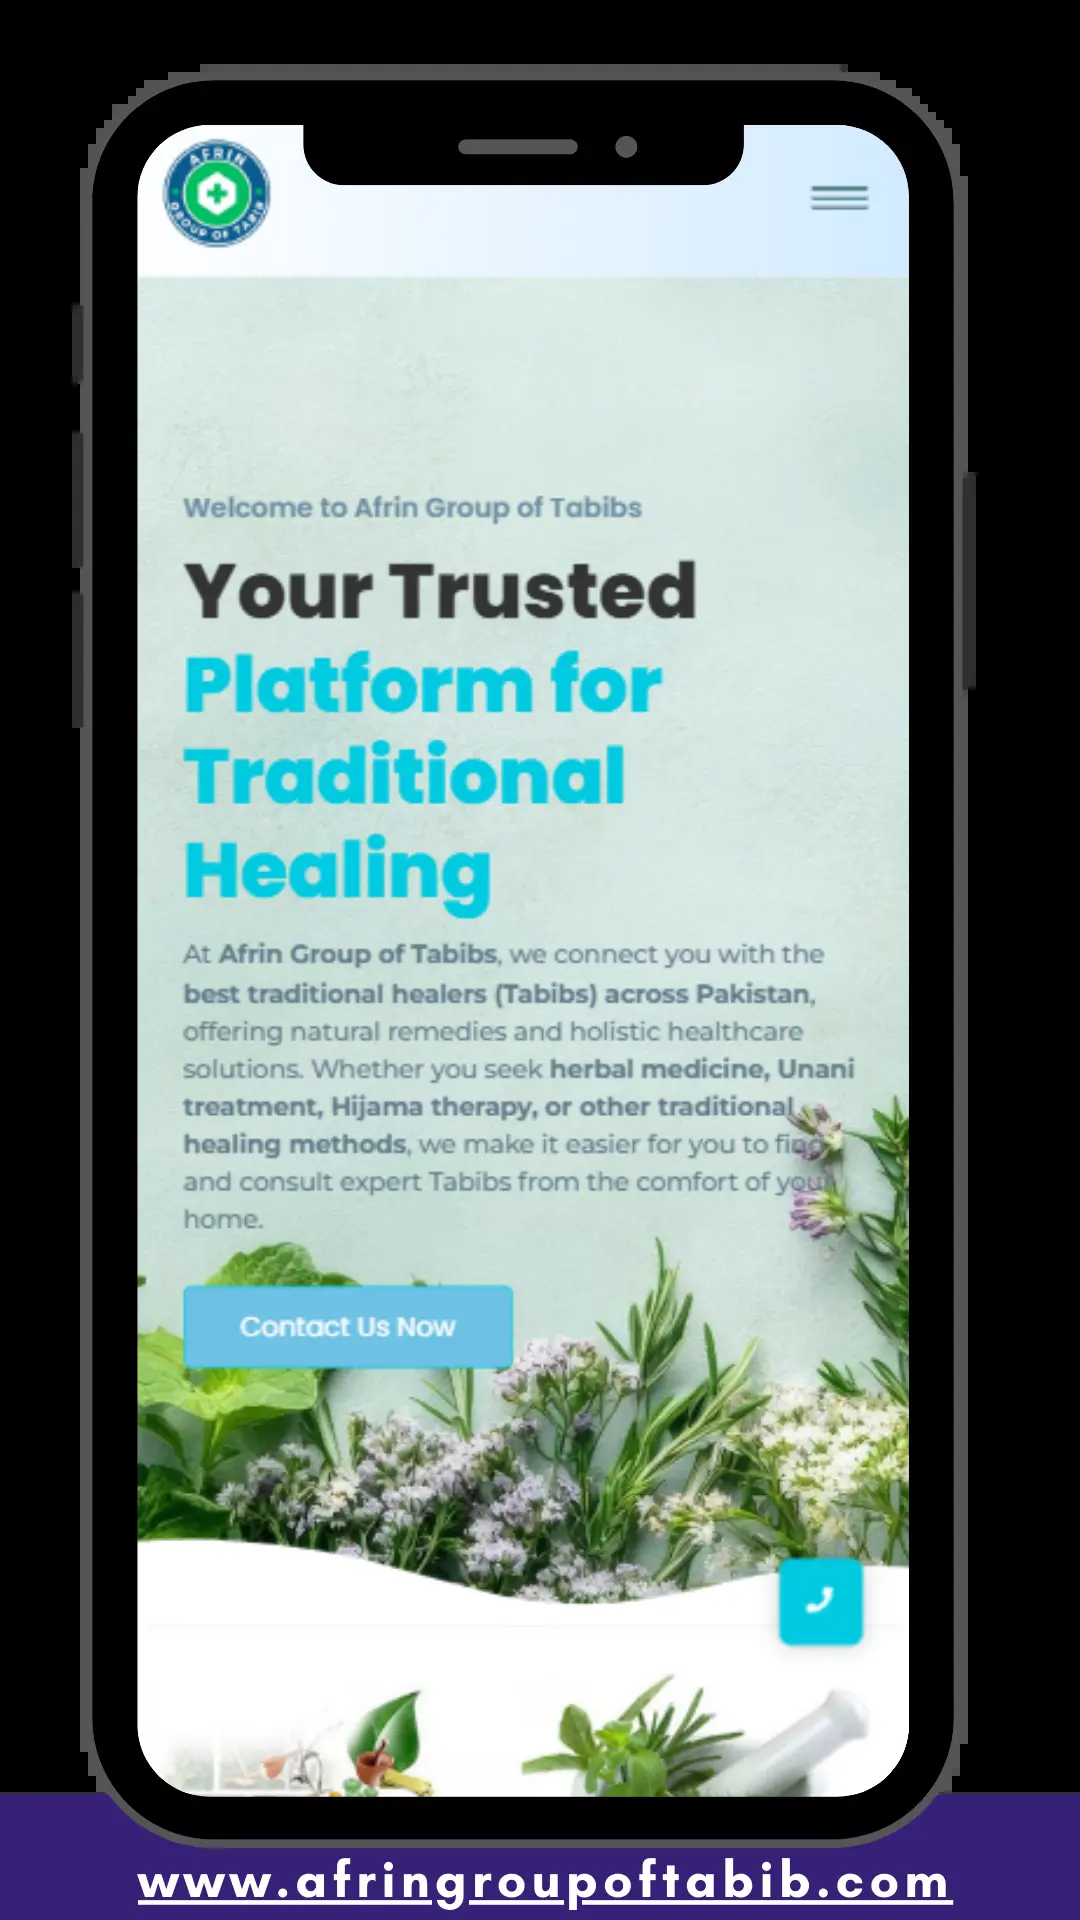 AFRIN
GROUP OF TABIB
Welcome to Afrin Group of Tabibs
Your Trusted
Platform for
Traditional
Healing
At Afrin Group of Tabibs, we connect you with the
best traditional healers (Tabibs) across Pakistan,
offering natural remedies and holistic healthcare
solutions. Whether you seek herbal medicine, Unani
treatment, Hijama therapy, or other traditional
healing methods, we make it easier for you to find
and consult expert Tabibs from the comfort of your
home.
Contact Us Now
www.afringroupoftabib.com